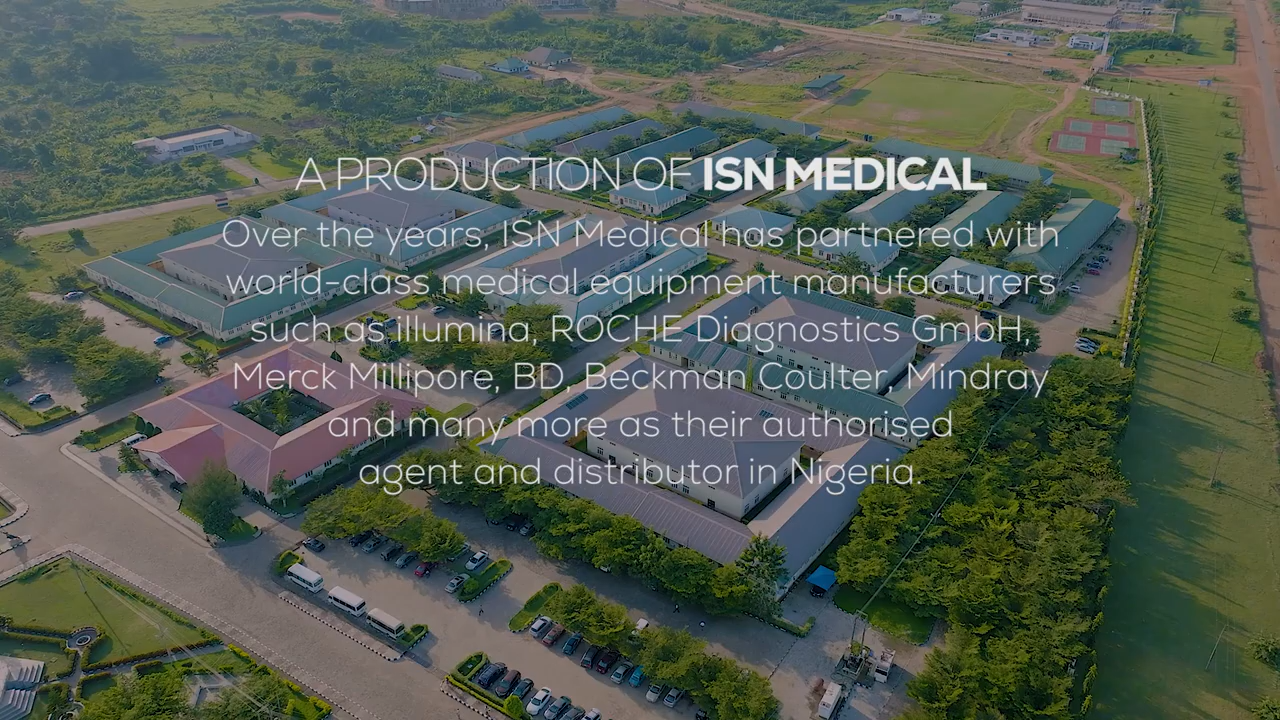 A PRODUCTION OF ISN MEDICAL
Over the years, ISN Medical has partnered with
world-class medical equipment manufacturers
such as illumina, ROCHE Diagnostics GmbH,
Merck Millipore, BD, Beckman Coulter, Mindray
and many more as their authorised
agent and distributor in Nigeria.